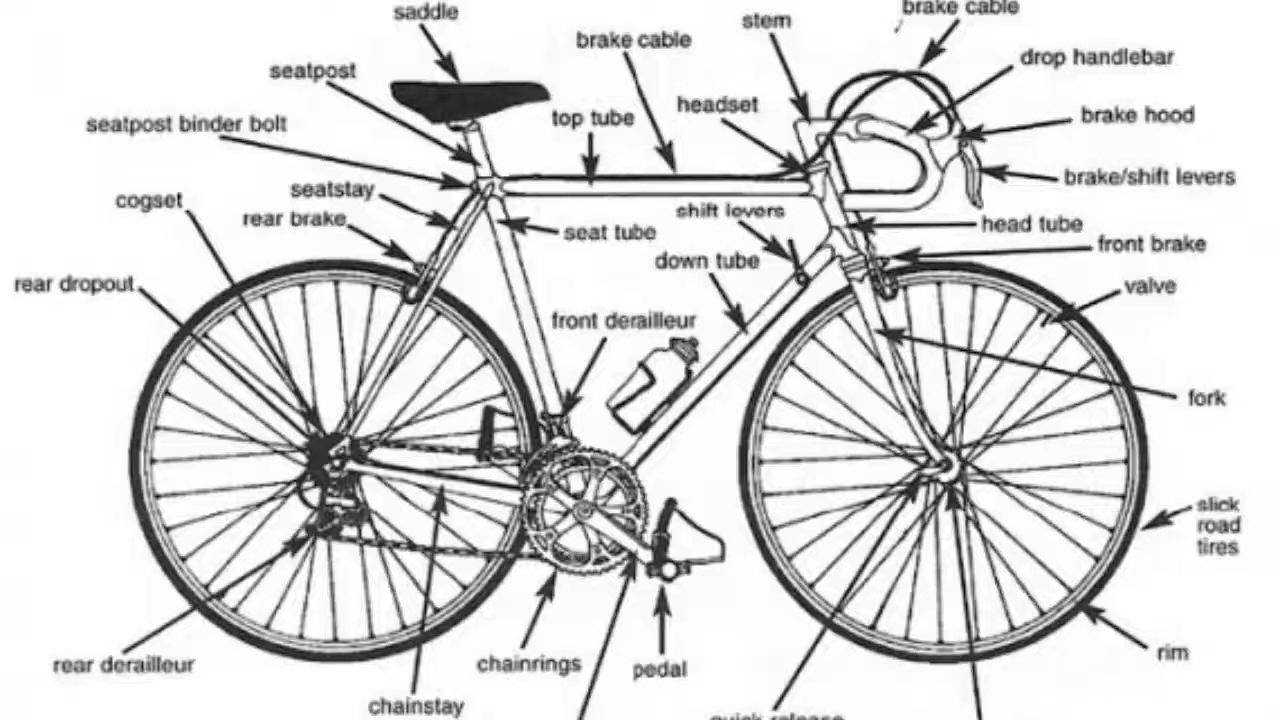 saddle
brake cable
stem
brake cable
drop handlebar
seatpost
headset
brake hood
top tube
seatpost binder bolt
brake/shift levers
seatstay
cogset
shift levers
rear brake
head tube
seat tube
front brake
down tube
rear dropout
valve
front derailleur
fork
slick
road
tires
rim
rear derailleur
chainrings
pedal
chainstay
quick release